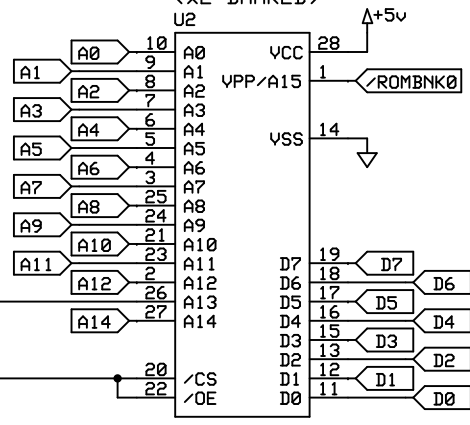 (XE BANKED)
U2
+5v
A0 10 A0 VCC 28
A1 9 A1
A2 8 A2 VPP/A15 1 /ROMBNK0
A3 7 A3
A4 6 A4
A5 5 A5 VSS 14
A6 4 A6
A7 3 A7
A8 25 A8
A9 24 A9
A10 21 A10
A11 23 A11 D7 19 D7
A12 2 A12 D6 18 D6
26 A13 D5 17 D5
A14 27 A14 D4 16 D4
D3 15 D3
D2 13 D2
20 /CS D1 12 D1
22 /OE D0 11 D0